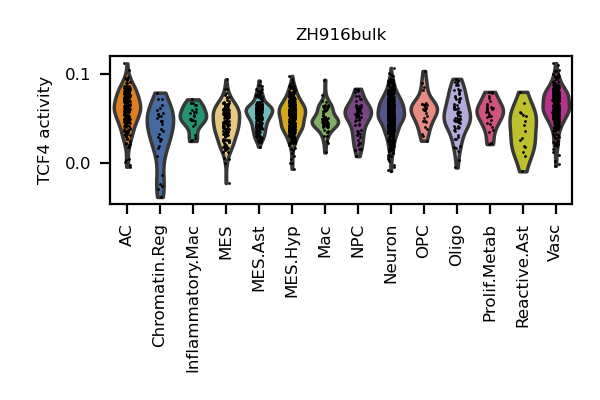 ZH916bulk
TCF4 activity
0.1
0.0
AC
Chromatin.Reg
Inflammatory.Mac
MES
MES.Ast
MES.Hyp
Mac
NPC
Neuron
OPC
Oligo
Prolif.Metab
Reactive.Ast
Vasc